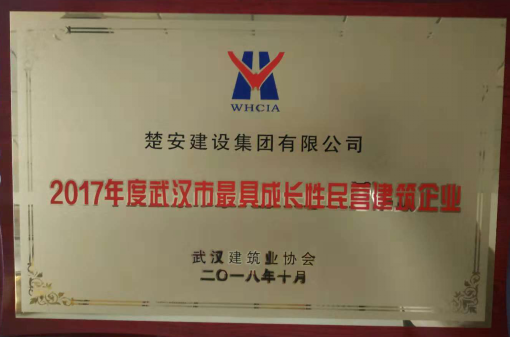 WHCIA
楚安建设集团有限公司
2017年度武汉市最具成长性民营建筑企业
武汉建筑业协会
二〇一八年十月